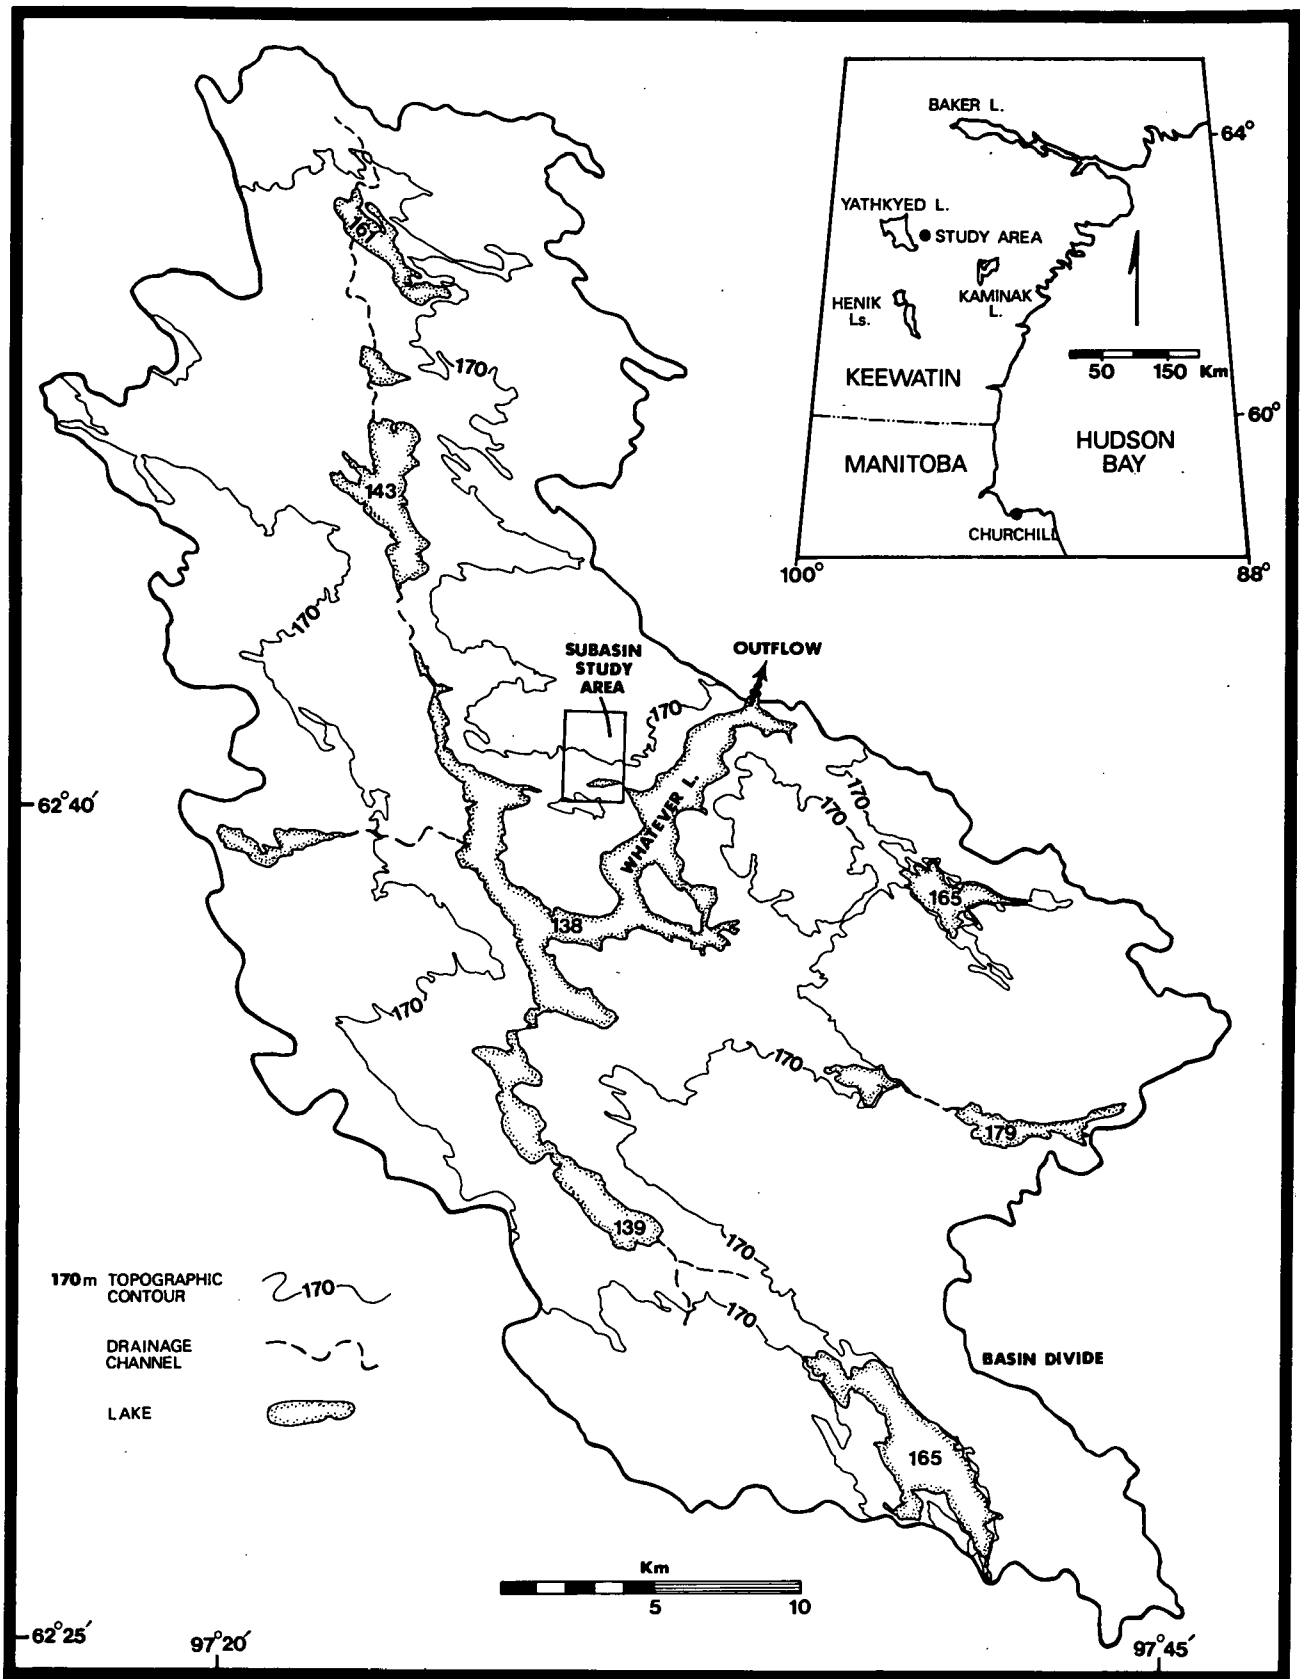 BAKER L.
64°
YATHKYED L.
STUDY AREA
HENIK
Ls.
KAMINAK
L.
50 150 Km
KEEWATIN
60°
MANITOBA
HUDSON
BAY
CHURCHILL
100°
88°
161
170
143
170
SUBASIN
STUDY
AREA
OUTFLOW
170
62°40′
WHATEVER L.
170
170
165
138
170
170
179
139
170
170m TOPOGRAPHIC
CONTOUR
170
170
DRAINAGE
CHANNEL
BASIN DIVIDE
LAKE
165
Km
5 10
62°25′
97°20′
97°45′